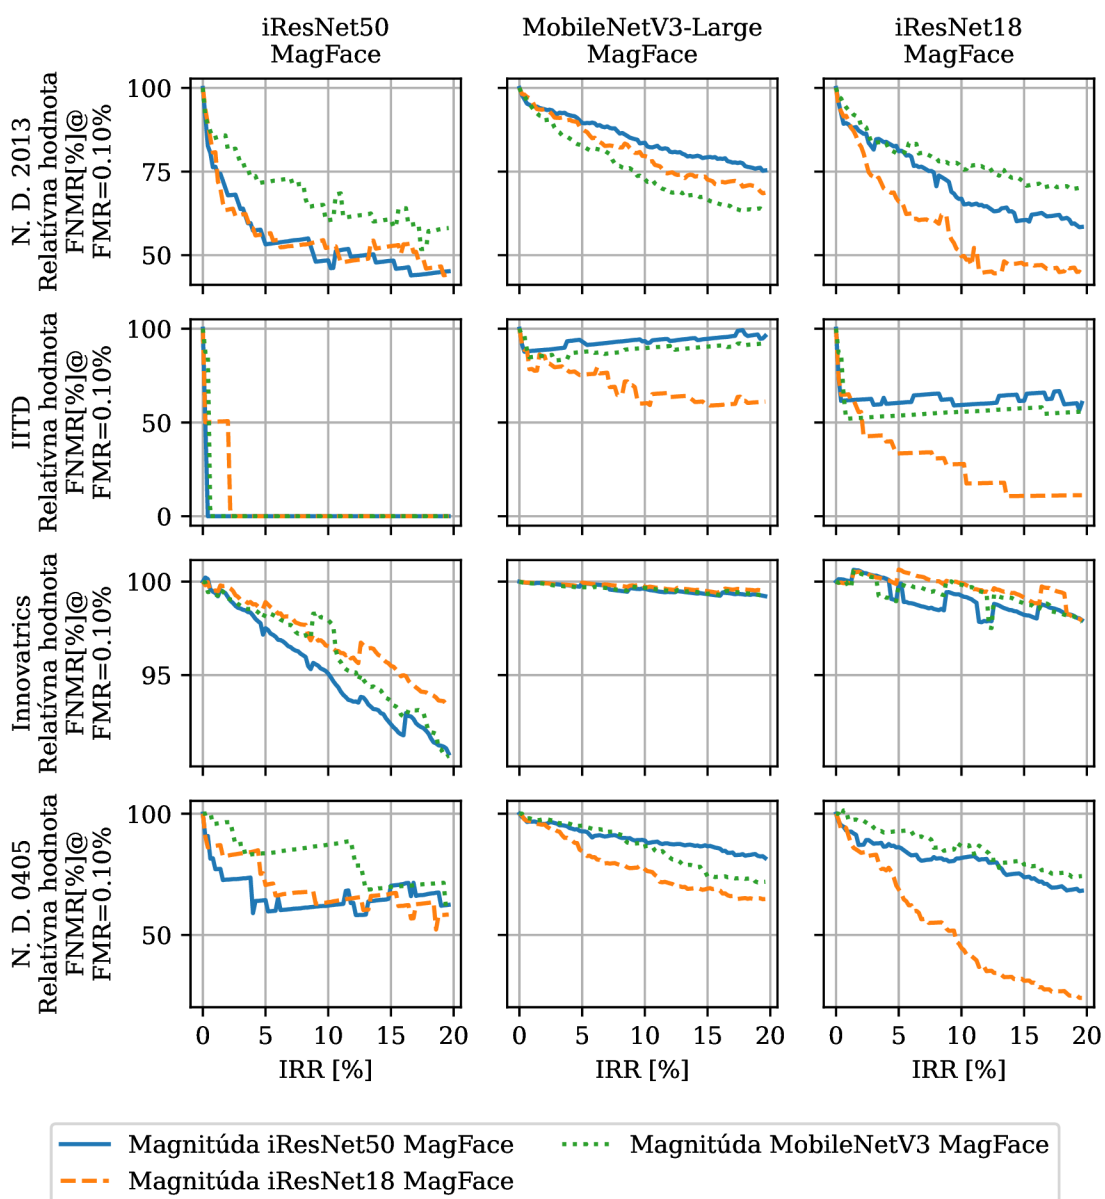 iResNet50
MagFace
MobileNetV3-Large
MagFace
iResNet18
MagFace
N. D. 2013
Relatívna hodnota
FNMR[%]@
FMR=0.10%
100
75
50
IITD
Relatívna hodnota
FNMR[%]@
FMR=0.10%
100
50
0
Innovatrics
Relatívna hodnota
FNMR[%]@
FMR=0.10%
100
95
N. D. 0405
Relatívna hodnota
FNMR[%]@
FMR=0.10%
100
50
0 5 10 15 20
0 5 10 15 20
0 5 10 15 20
IRR [%]
IRR [%]
IRR [%]
Magnitúda iResNet50 MagFace
Magnitúda iResNet18 MagFace
Magnitúda MobileNetV3 MagFace